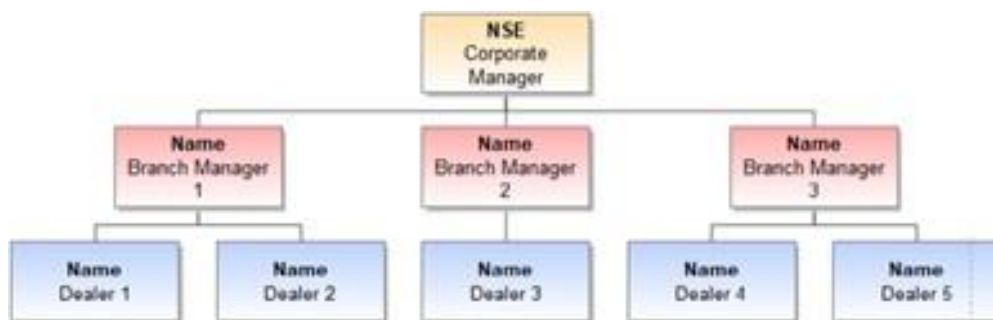 NSE
Corporate
Manager
Name
Branch Manager
1
Name
Branch Manager
2
Name
Branch Manager
3
Name
Dealer 1
Name
Dealer 2
Name
Dealer 3
Name
Dealer 4
Name
Dealer 5